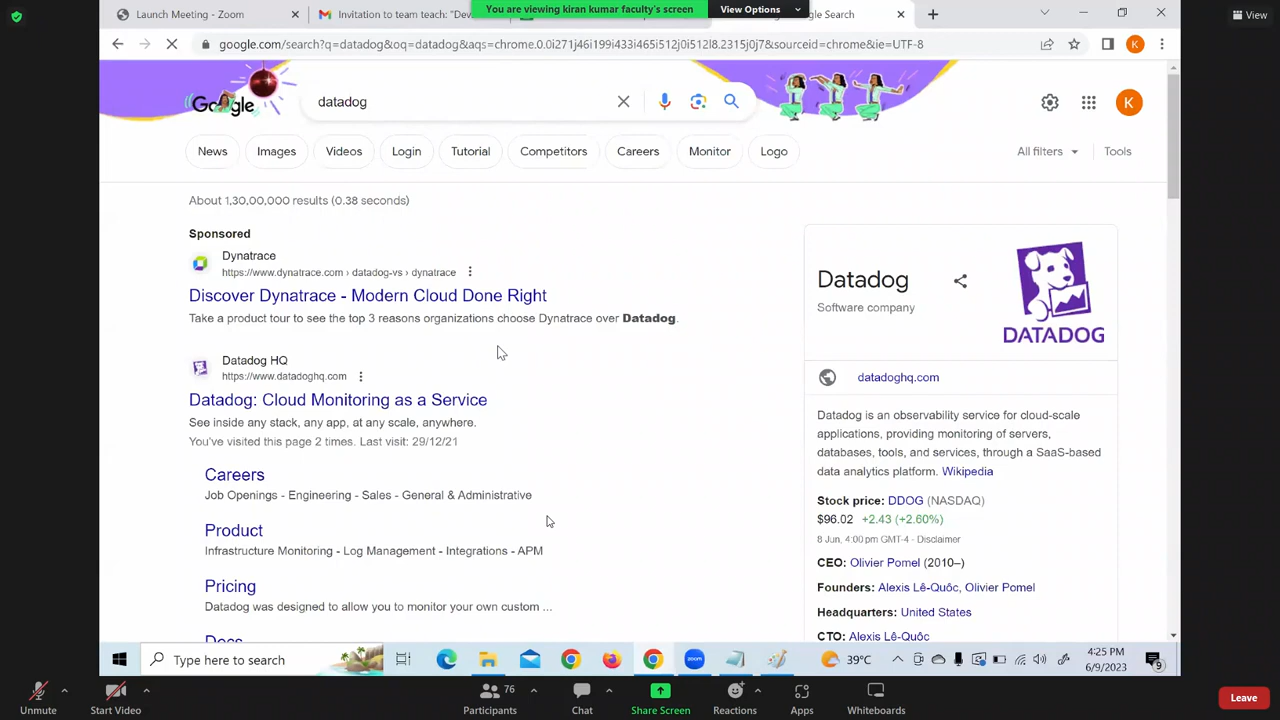 You are viewing kiran kumar faculty's screen
View Options
View
Launch Meeting - Zoom
Invitation to team teach: "Dev
gle Search
google.com/search?q=datadog&oq=datadog&aqs=chrome.0.0i271j46i199i433i465i512j0i512l8.2315j0j7&sourceid=chrome&ie=UTF-8
K
Google
datadog
K
News
Images
Videos
Login
Tutorial
Competitors
Careers
Monitor
Logo
All filters
Tools
About 1,30,00,000 results (0.38 seconds)
Sponsored
Dynatrace
https://www.dynatrace.com › datadog-vs › dynatrace
Discover Dynatrace - Modern Cloud Done Right
Take a product tour to see the top 3 reasons organizations choose Dynatrace over Datadog.
Datadog HQ
https://www.datadoghq.com
Datadog: Cloud Monitoring as a Service
See inside any stack, any app, at any scale, anywhere.
You've visited this page 2 times. Last visit: 29/12/21
Careers
Job Openings - Engineering - Sales - General & Administrative
Product
Infrastructure Monitoring - Log Management - Integrations - APM
Pricing
Datadog was designed to allow you to monitor your own custom ...
Docs
Datadog
Software company
DATADOG
datadoghq.com
Datadog is an observability service for cloud-scale
applications, providing monitoring of servers,
databases, tools, and services, through a SaaS-based
data analytics platform. Wikipedia
Stock price: DDOG (NASDAQ)
$96.02 +2.43 (+2.60%)
8 Jun, 4:00 pm GMT-4 - Disclaimer
CEO: Olivier Pomel (2010–)
Founders: Alexis Lê-Quôc, Olivier Pomel
Headquarters: United States
CTO: Alexis Lê-Quôc
Type here to search
zoom
39°C
4:25 PM
6/9/2023
9
Unmute
Start Video
76
Participants
Chat
Share Screen
Reactions
Apps
Whiteboards
Leave